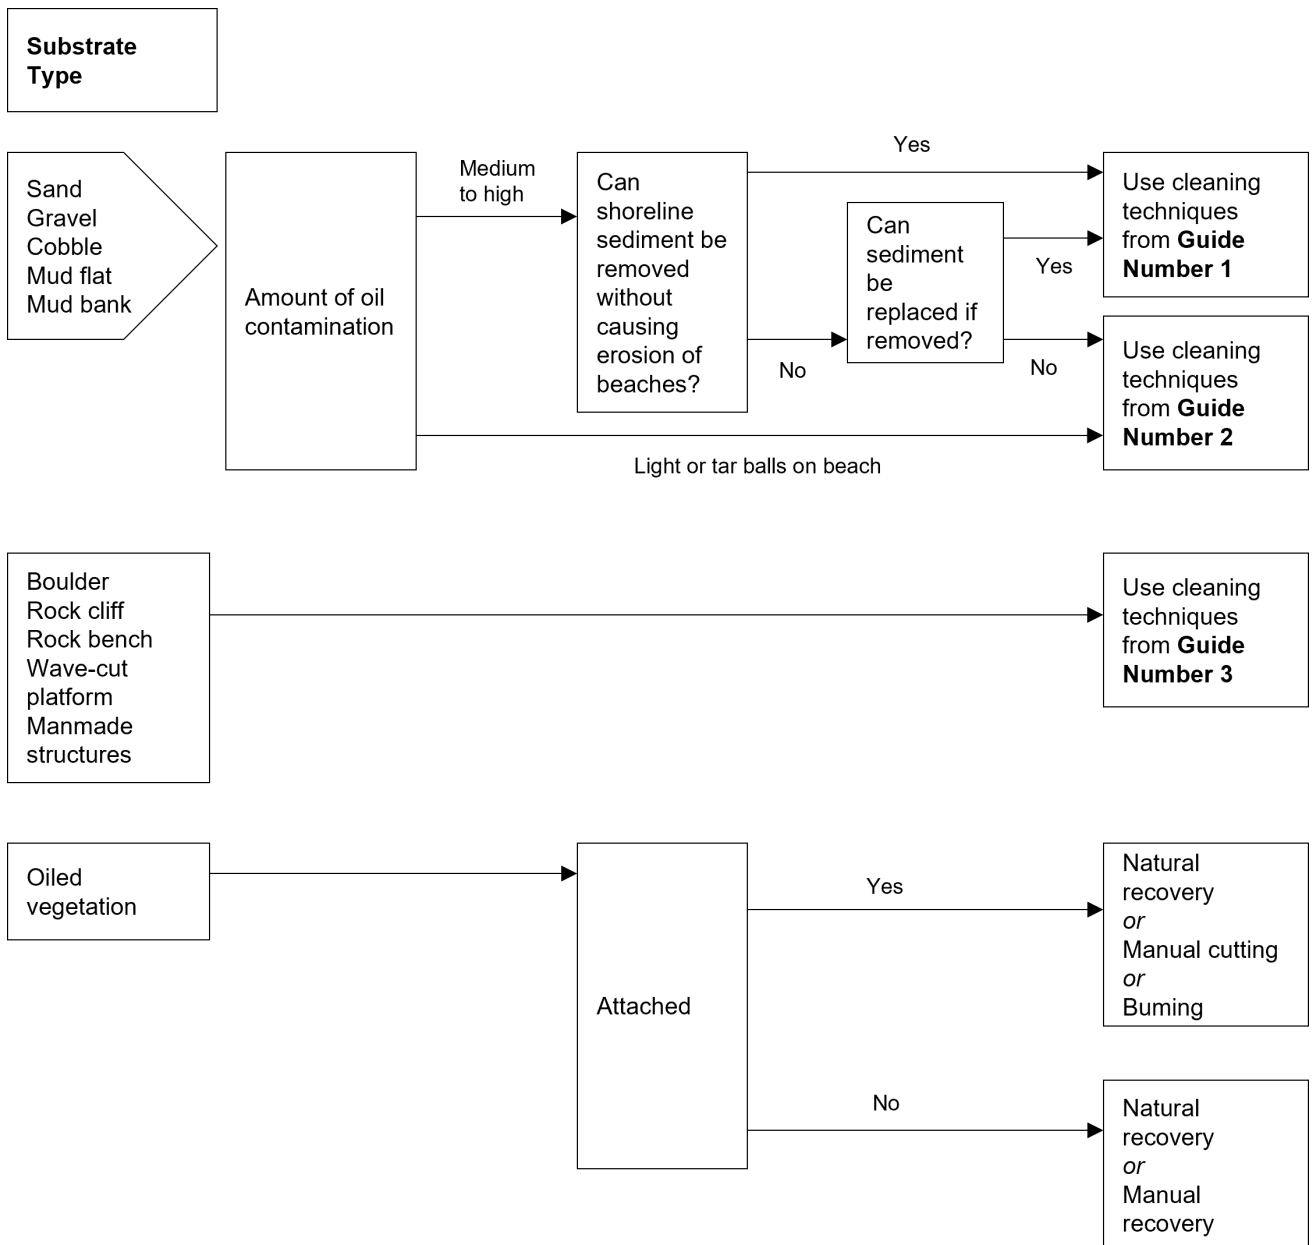 Substrate
Type
Sand
Gravel
Cobble
Mud flat
Mud bank
Amount of oil
contamination
Medium
to high
Can
shoreline
sediment be
removed
without
causing
erosion of
beaches?
Yes
No
Can
sediment
be
replaced if
removed?
Yes
No
Use cleaning
techniques
from Guide
Number 1
Use cleaning
techniques
from Guide
Number 2
Light or tar balls on beach
Boulder
Rock cliff
Rock bench
Wave-cut
platform
Manmade
structures
Use cleaning
techniques
from Guide
Number 3
Oiled
vegetation
Attached
Yes
Natural
recovery
or
Manual cutting
or
Buming
No
Natural
recovery
or
Manual
recovery